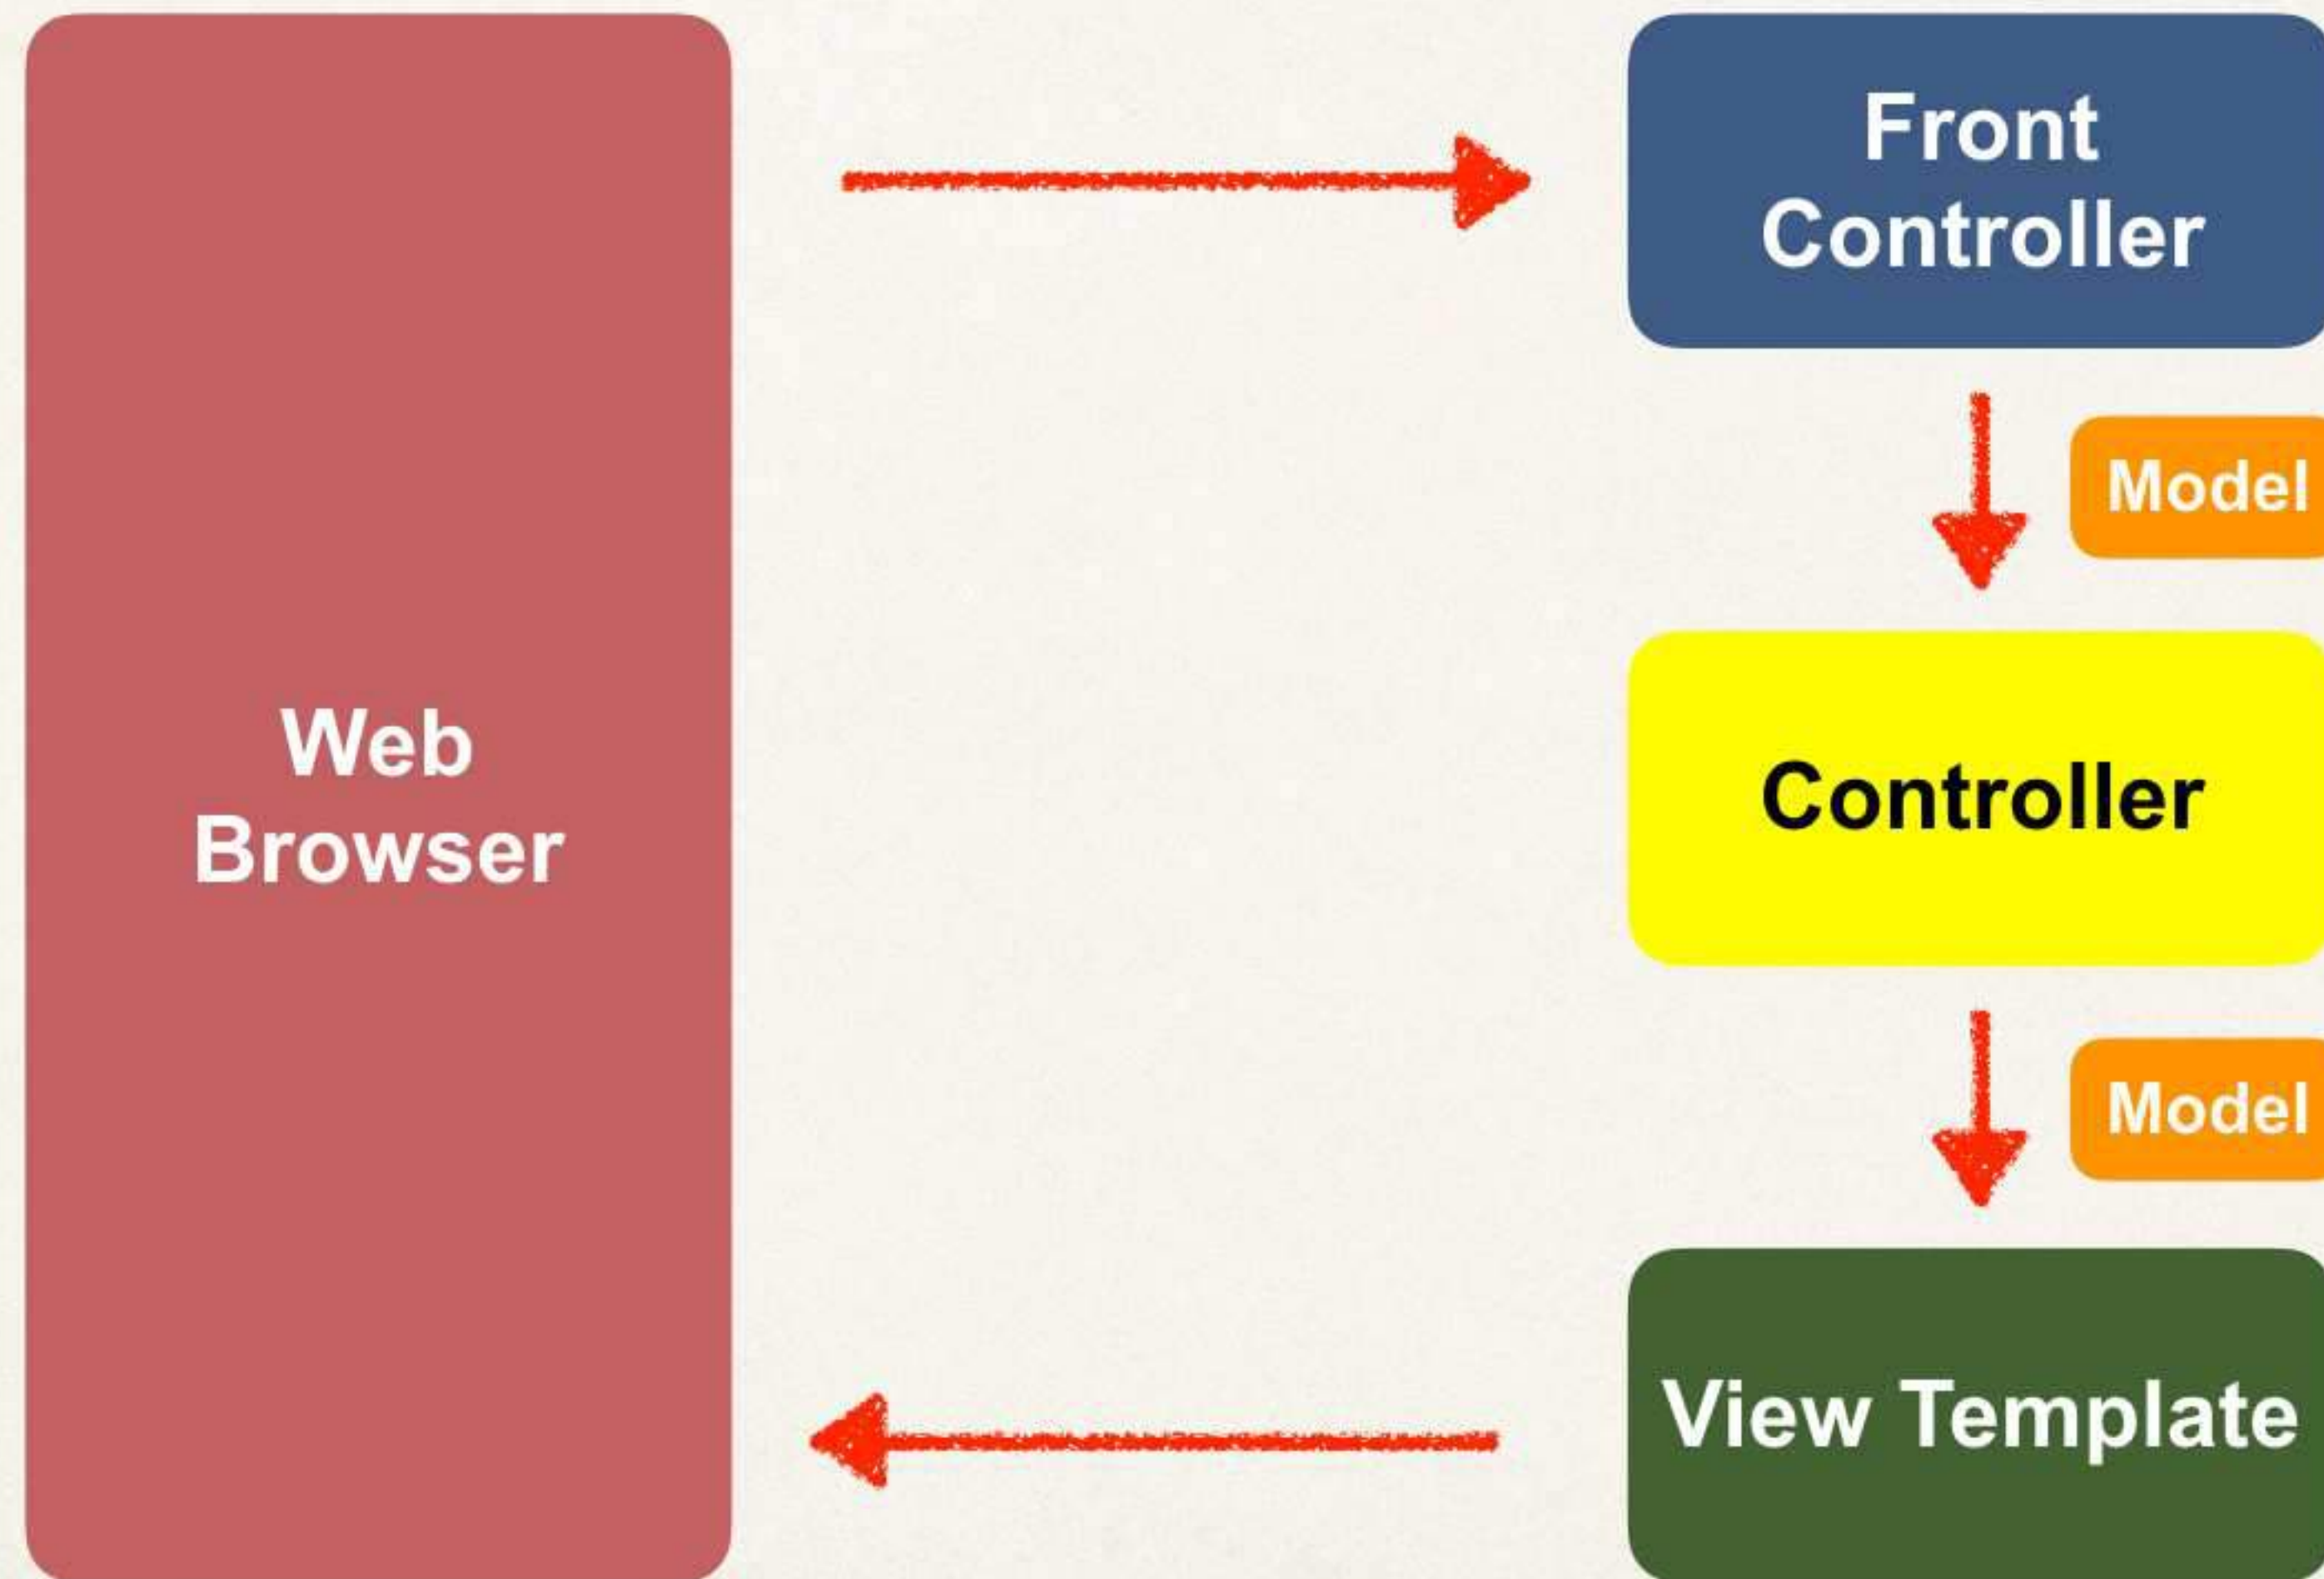 Web
Browser
Front
Controller
Model
Controller
Model
View Template